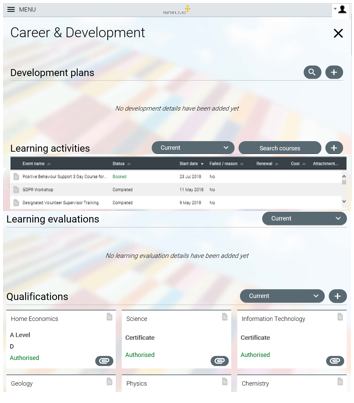 MENU
Career & Development
Development plans
No development details have been added yet
Learning activities
Current
Search courses
Event name Status Start date Failed / reason Renewal Cost Attachment...
Positive Behaviour Support 3 Day Course for... Booked 23 Jul 2018 No
GDPR Workshop Completed 11 May 2018 No
Designated Volunteer Supervisor Training Completed 9 May 2018 No
Learning evaluations
Current
No learning evaluation details have been added yet
Qualifications
Current
Home Economics
A Level
D
Authorised
Science
Certificate
Authorised
Information Technology
Certificate
Authorised
Geology
Physics
Chemistry